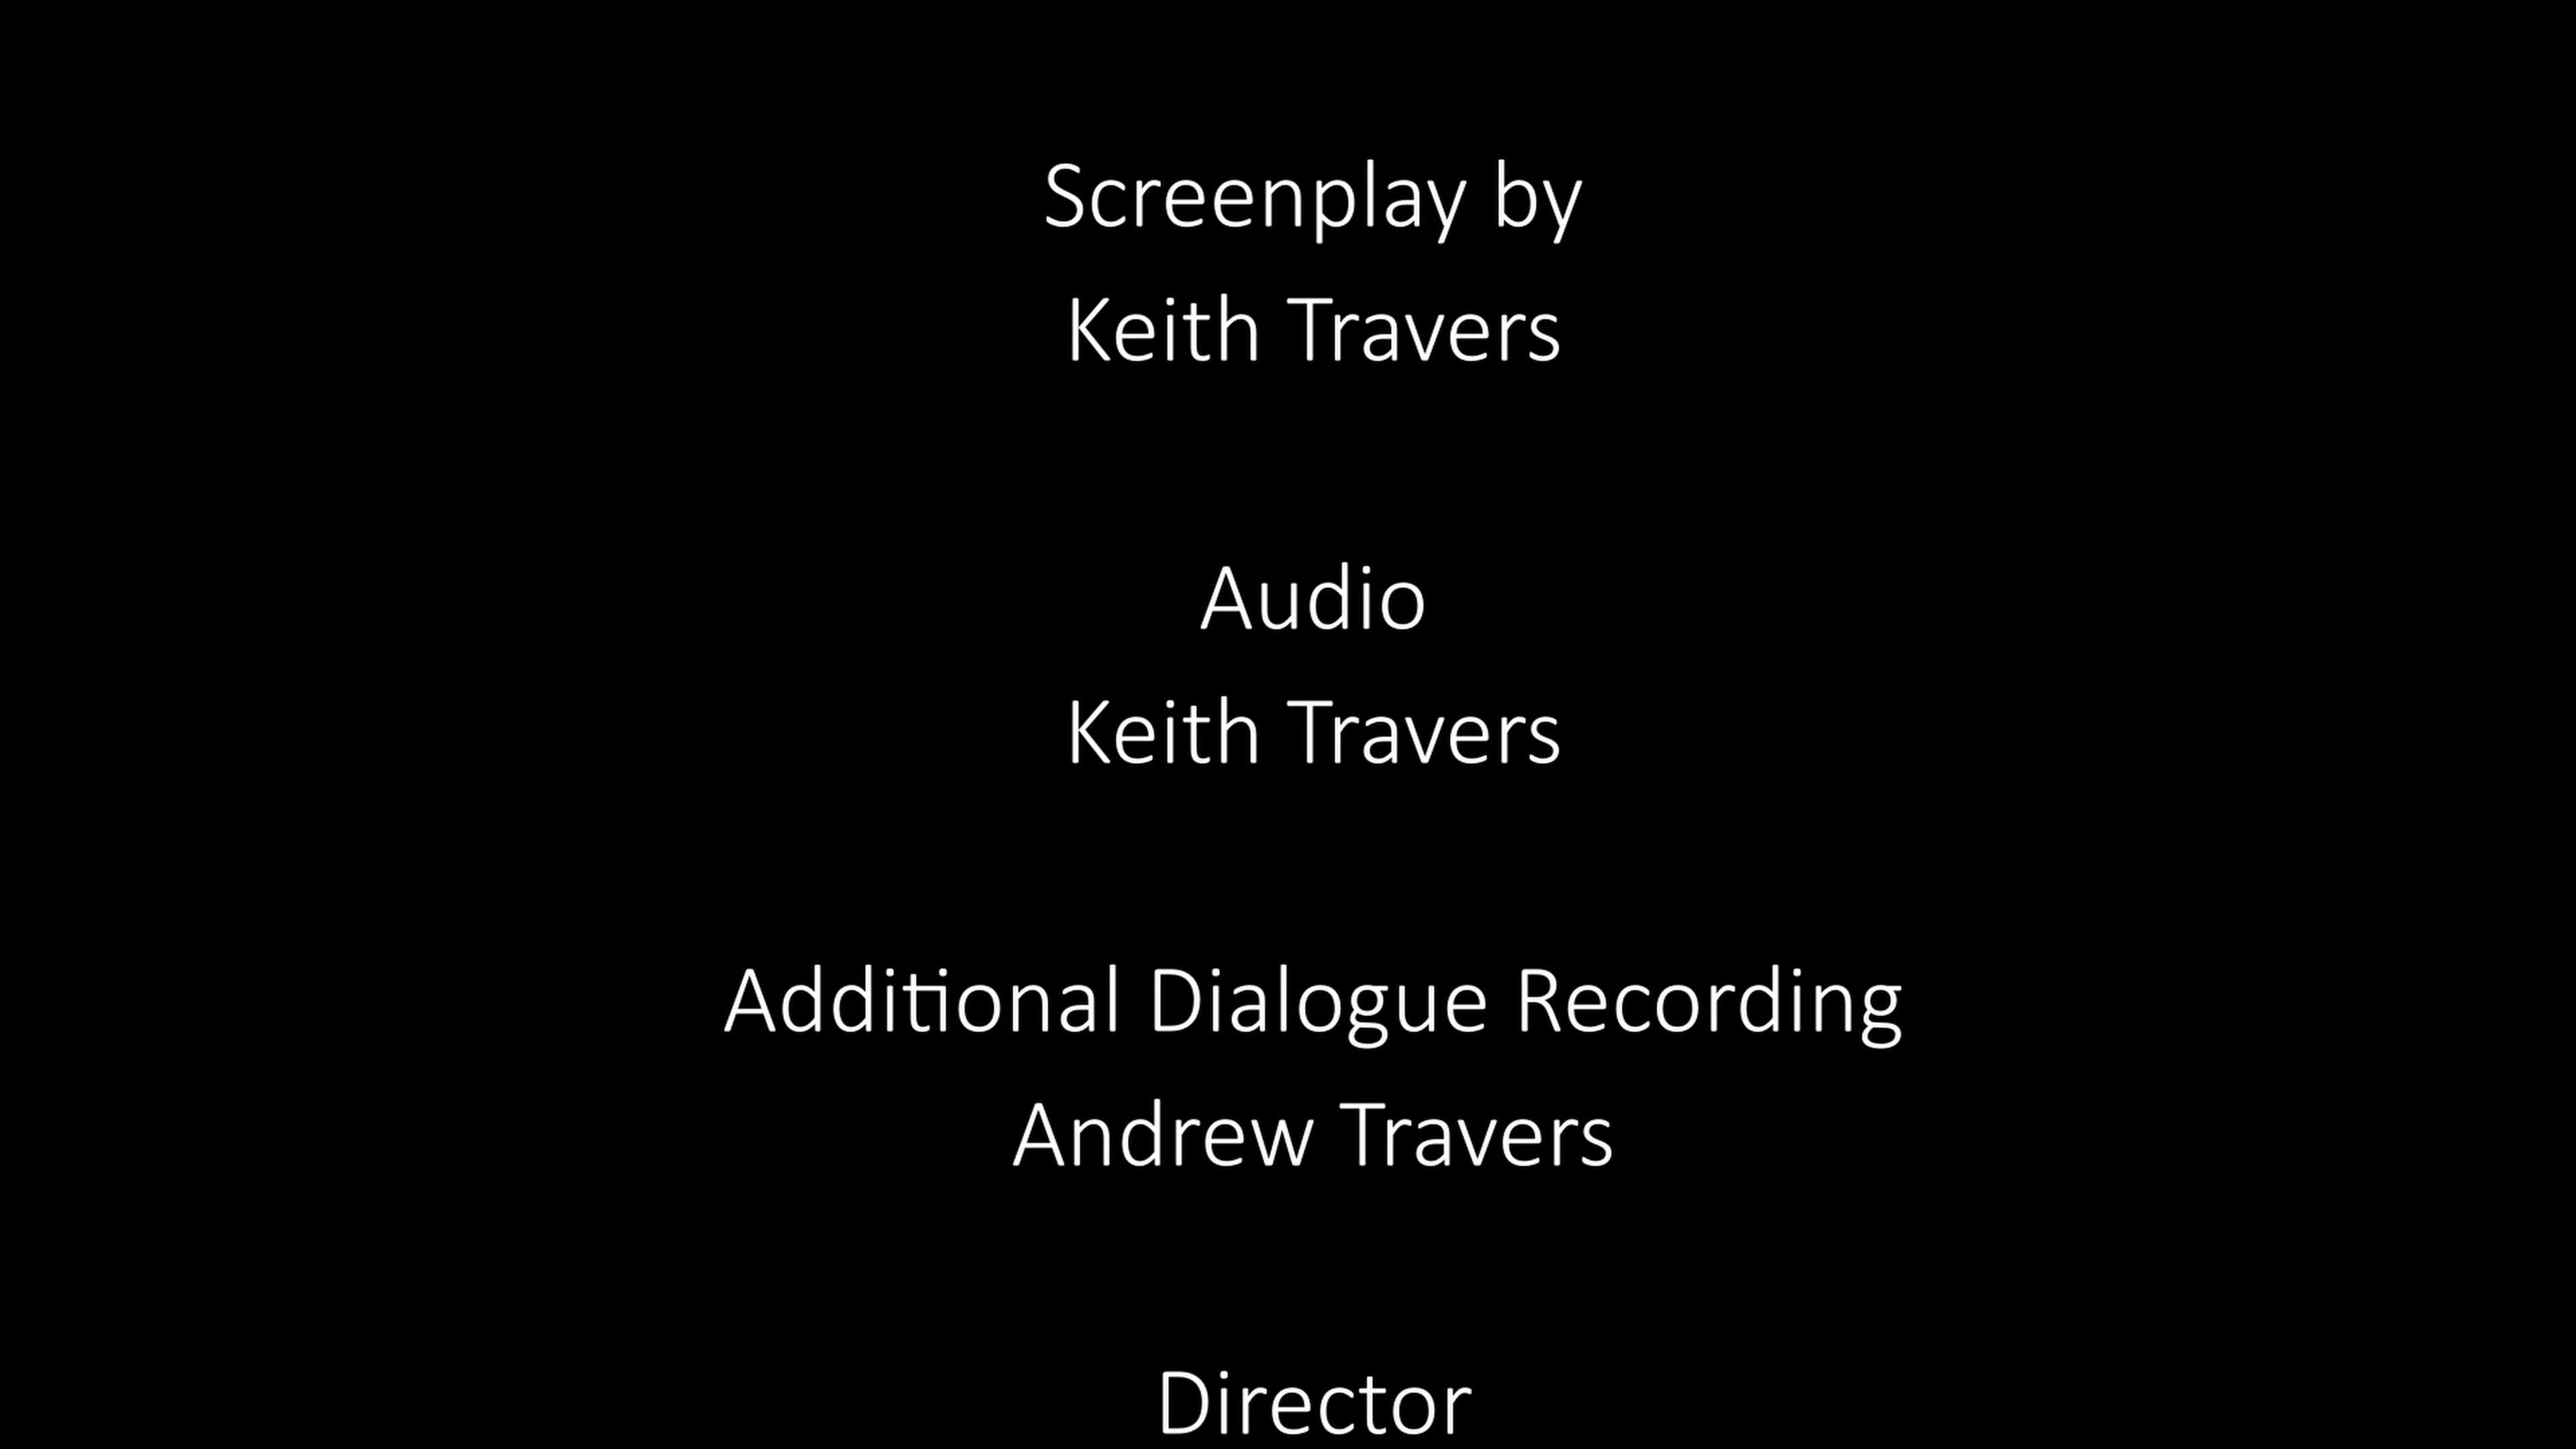 Screenplay by
Keith Travers
Audio
Keith Travers
Additional Dialogue Recording
Andrew Travers
Director